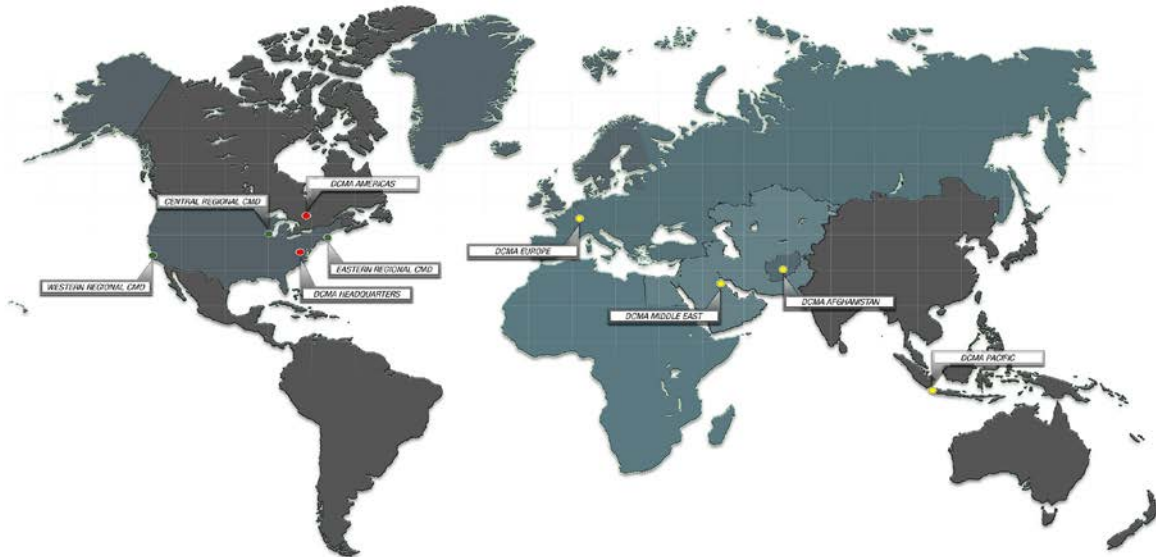 DCMA AMERICAS
CENTRAL REGIONAL CMD
DCMA EUROPE
EASTERN REGIONAL CMD
WESTERN REGIONAL CMD
DCMA HEADQUARTERS
DCMA AFGHANISTAN
DCMA MIDDLE EAST
DCMA PACIFIC